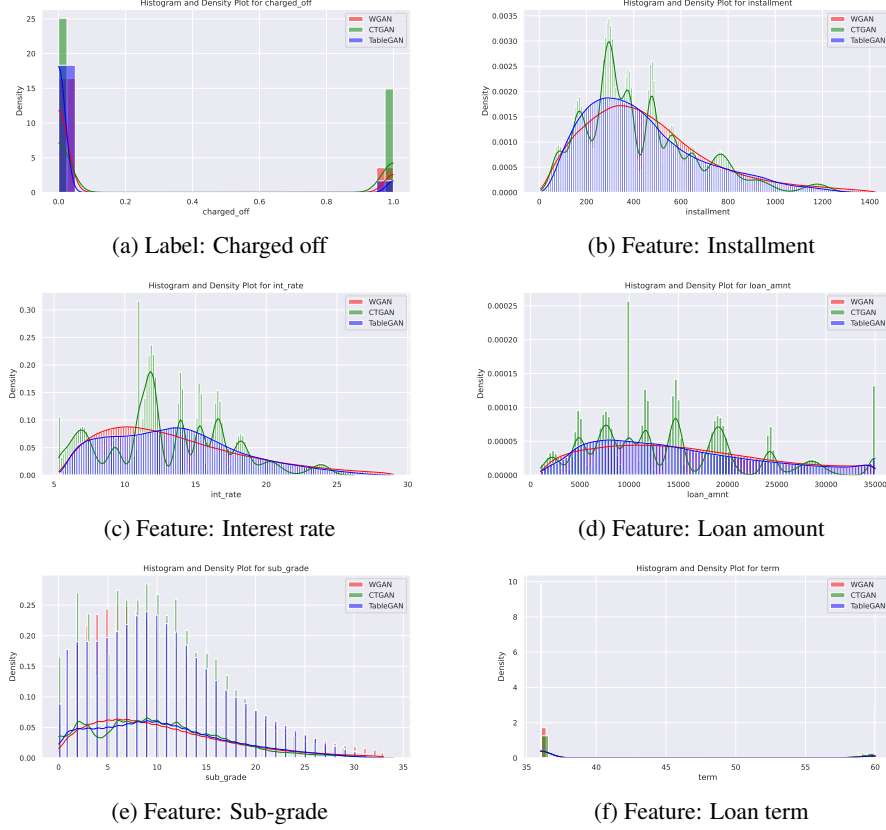 Histogram and Density Plot for charged_off
WGAN
CTGAN
TableGAN
25
20
15
10
5
0
Density
0.0 0.2 0.4 0.6 0.8 1.0
charged_off
(a) Label: Charged off
Histogram and Density Plot for installment
WGAN
CTGAN
TableGAN
0.0035
0.0030
0.0025
0.0020
0.0015
0.0010
0.0005
0.0000
Density
0 200 400 600 800 1000 1200 1400
installment
(b) Feature: Installment
Histogram and Density Plot for int_rate
WGAN
CTGAN
TableGAN
0.30
0.25
0.20
0.15
0.10
0.05
0.00
Density
5 10 15 20 25 30
int_rate
(c) Feature: Interest rate
Histogram and Density Plot for loan_amnt
WGAN
CTGAN
TableGAN
0.00025
0.00020
0.00015
0.00010
0.00005
0.00000
Density
0 5000 10000 15000 20000 25000 30000 35000
loan_amnt
(d) Feature: Loan amount
Histogram and Density Plot for sub_grade
WGAN
CTGAN
TableGAN
0.25
0.20
0.15
0.10
0.05
0.00
Density
0 5 10 15 20 25 30 35
sub_grade
(e) Feature: Sub-grade
Histogram and Density Plot for term
WGAN
CTGAN
TableGAN
10
8
6
4
2
0
Density
35 40 45 50 55 60
term
(f) Feature: Loan term